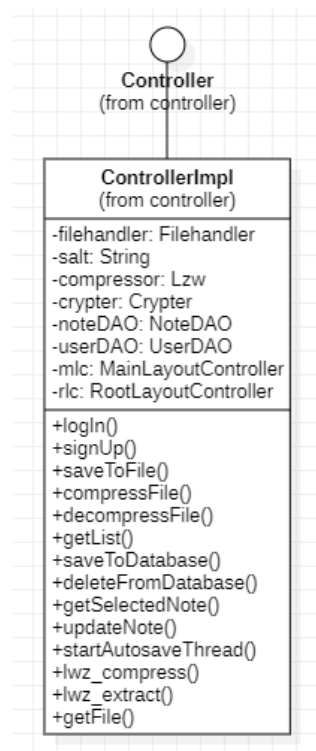 Controller
(from controller)
ControllerImpl
(from controller)
-filehandler: Filehandler
-salt: String
-compressor: Lzw
-crypter: Crypter
-noteDAO: NoteDAO
-userDAO: UserDAO
-mlc: MainLayoutController
-rlc: RootLayoutController
+logIn()
+signUp()
+saveToFile()
+compressFile()
+decompressFile()
+getList()
+saveToDatabase()
+deleteFromDatabase()
+getSelectedNote()
+updateNote()
+startAutosaveThread()
+lwz_compress()
+lwz_extract()
+getFile()